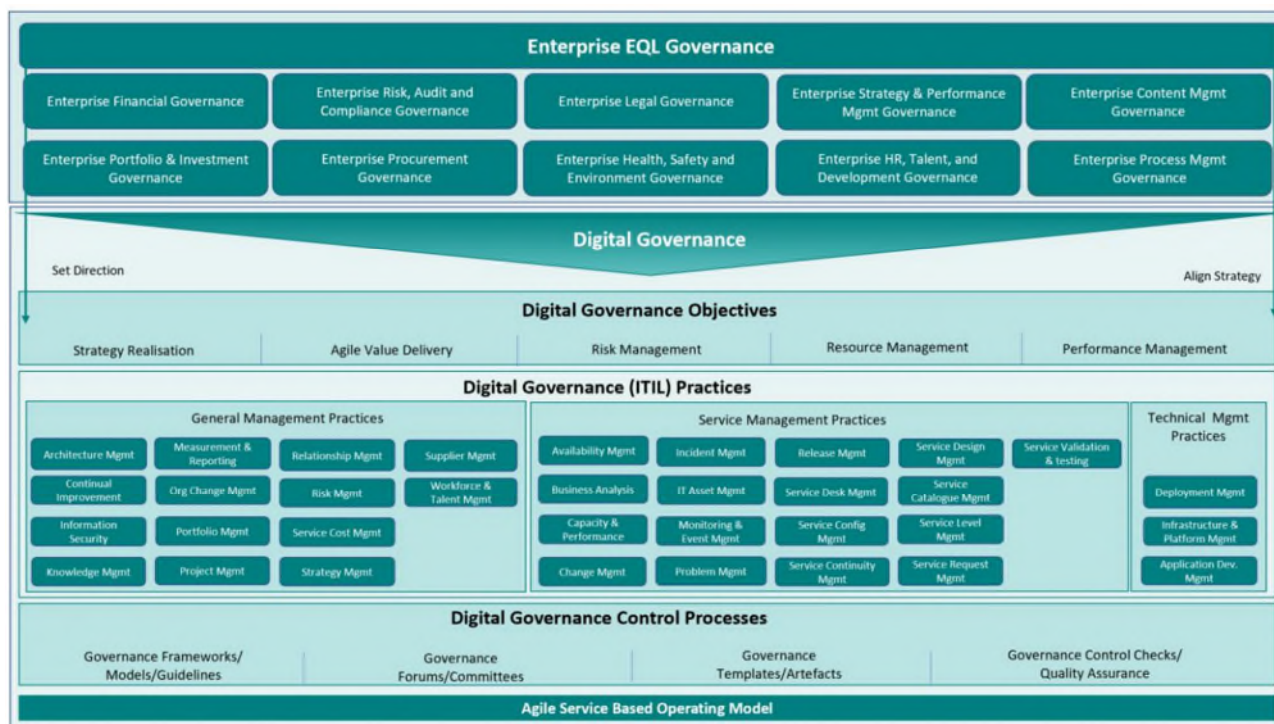 Enterprise EQL Governance
Enterprise Financial Governance
Enterprise Risk, Audit and
Compliance Governance
Enterprise Legal Governance
Enterprise Strategy & Performance
Mgmt Governance
Enterprise Content Mgmt
Governance
Enterprise Portfolio & Investment
Governance
Enterprise Procurement
Governance
Enterprise Health, Safety and
Environment Governance
Enterprise HR, Talent, and
Development Governance
Enterprise Process Mgmt
Governance
Digital Governance
Set Direction
Align Strategy
Digital Governance Objectives
Strategy Realisation
Agile Value Delivery
Risk Management
Resource Management
Performance Management
Digital Governance (ITIL) Practices
General Management Practices
Architecture Mgmt
Measurement &
Reporting
Relationship Mgmt
Supplier Mgmt
Continual
Improvement
Org Change Mgmt
Risk Mgmt
Workforce &
Talent Mgmt
Information
Security
Portfolio Mgmt
Service Cost Mgmt
Knowledge Mgmt
Project Mgmt
Strategy Mgmt
Service Management Practices
Availability Mgmt
Incident Mgmt
Release Mgmt
Service Design
Mgmt
Service Validation
& testing
Business Analysis
IT Asset Mgmt
Service Desk Mgmt
Service
Catalogue Mgmt
Capacity &
Performance
Monitoring &
Event Mgmt
Service Config
Mgmt
Service Level
Mgmt
Change Mgmt
Problem Mgmt
Service Continuity
Mgmt
Service Request
Mgmt
Technical Mgmt
Practices
Deployment Mgmt
Infrastructure &
Platform Mgmt
Application Dev.
Mgmt
Digital Governance Control Processes
Governance Frameworks/
Models/Guidelines
Governance
Forums/Committees
Governance
Templates/Artefacts
Governance Control Checks/
Quality Assurance
Agile Service Based Operating Model